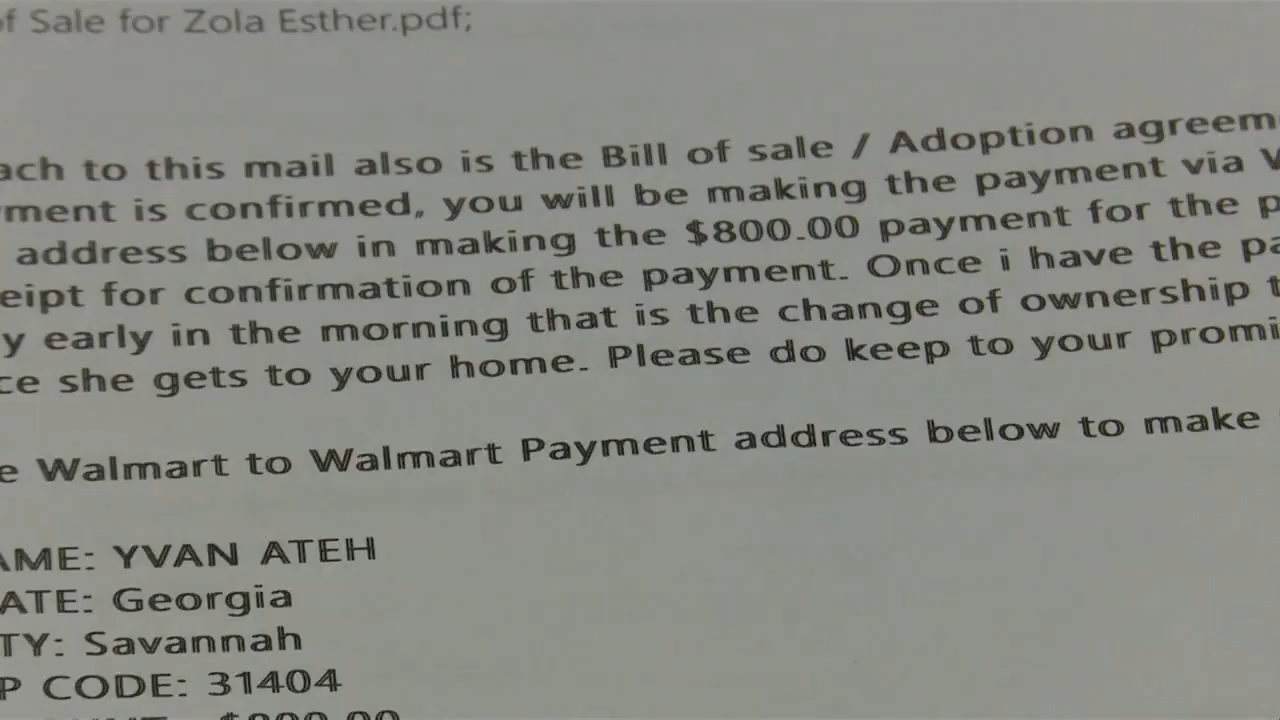 of Sale for Zola Esther.pdf;
ach to this mail also is the Bill of sale / Adoption agreem
ment is confirmed, you will be making the payment via
address below in making the $800.00 payment for the p
eipt for confirmation of the payment. Once i have the pa
y early in the morning that is the change of ownership t
ce she gets to your home. Please do keep to your promi
e Walmart to Walmart Payment address below to make
AME: YVAN ATEH
ATE: Georgia
TY: Savannah
P CODE: 31404